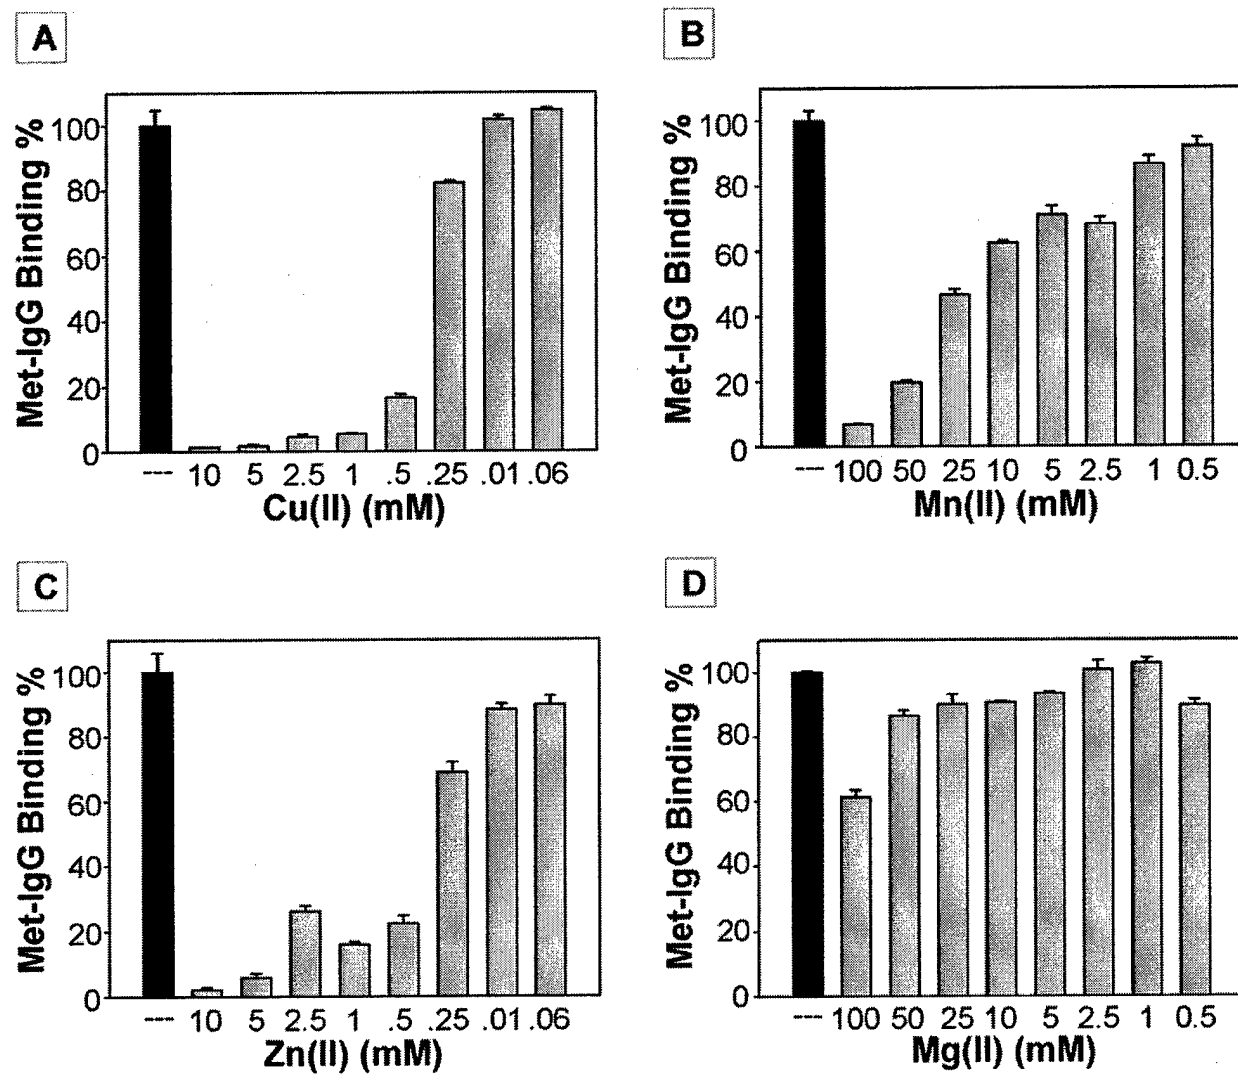 A
Met-IgG Binding %
100
80
60
40
20
0
--- 10 5 2.5 1 .5 .25 .01 .06
Cu(II) (mM)
B
Met-IgG Binding %
100
80
60
40
20
0
--- 100 50 25 10 5 2.5 1 0.5
Mn(II) (mM)
C
Met-IgG Binding %
100
80
60
40
20
0
--- 10 5 2.5 1 .5 .25 .01 .06
Zn(II) (mM)
D
Met-IgG Binding %
100
80
60
40
20
0
--- 100 50 25 10 5 2.5 1 0.5
Mg(II) (mM)